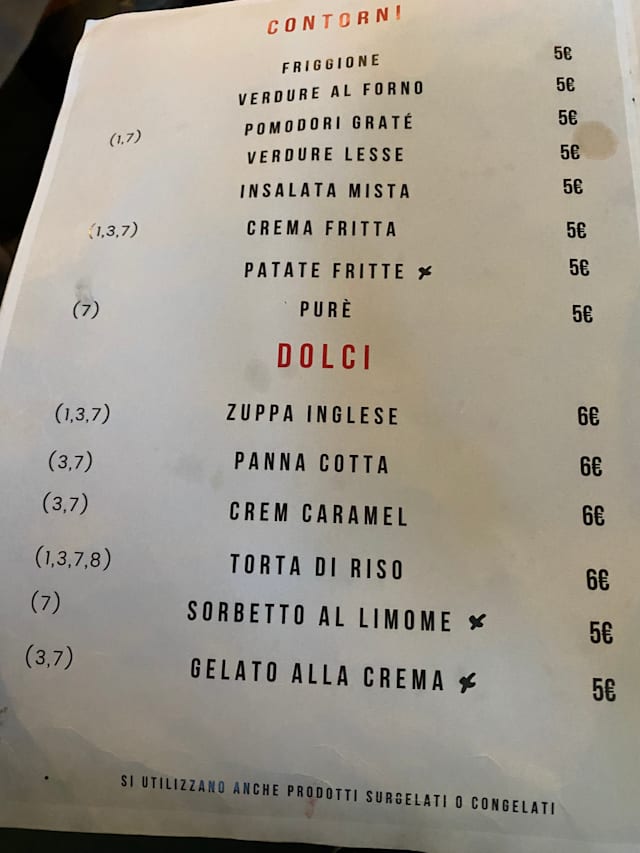 CONTORNI
FRIGGIONE 5€
VERDURE AL FORNO 5€
(1,7) POMODORI GRATÉ 5€
VERDURE LESSE 5€
INSALATA MISTA 5€
(1,3,7) CREMA FRITTA 5€
PATATE FRITTE 5€
(7) PURÈ 5€
DOLCI
(1,3,7) ZUPPA INGLESE 6€
(3,7) PANNA COTTA 6€
(3,7) CREM CARAMEL 6€
(1,3,7,8) TORTA DI RISO 6€
(7) SORBETTO AL LIMOME 5€
(3,7) GELATO ALLA CREMA 5€
SI UTILIZZANO ANCHE PRODOTTI SURGELATI O CONGELATI